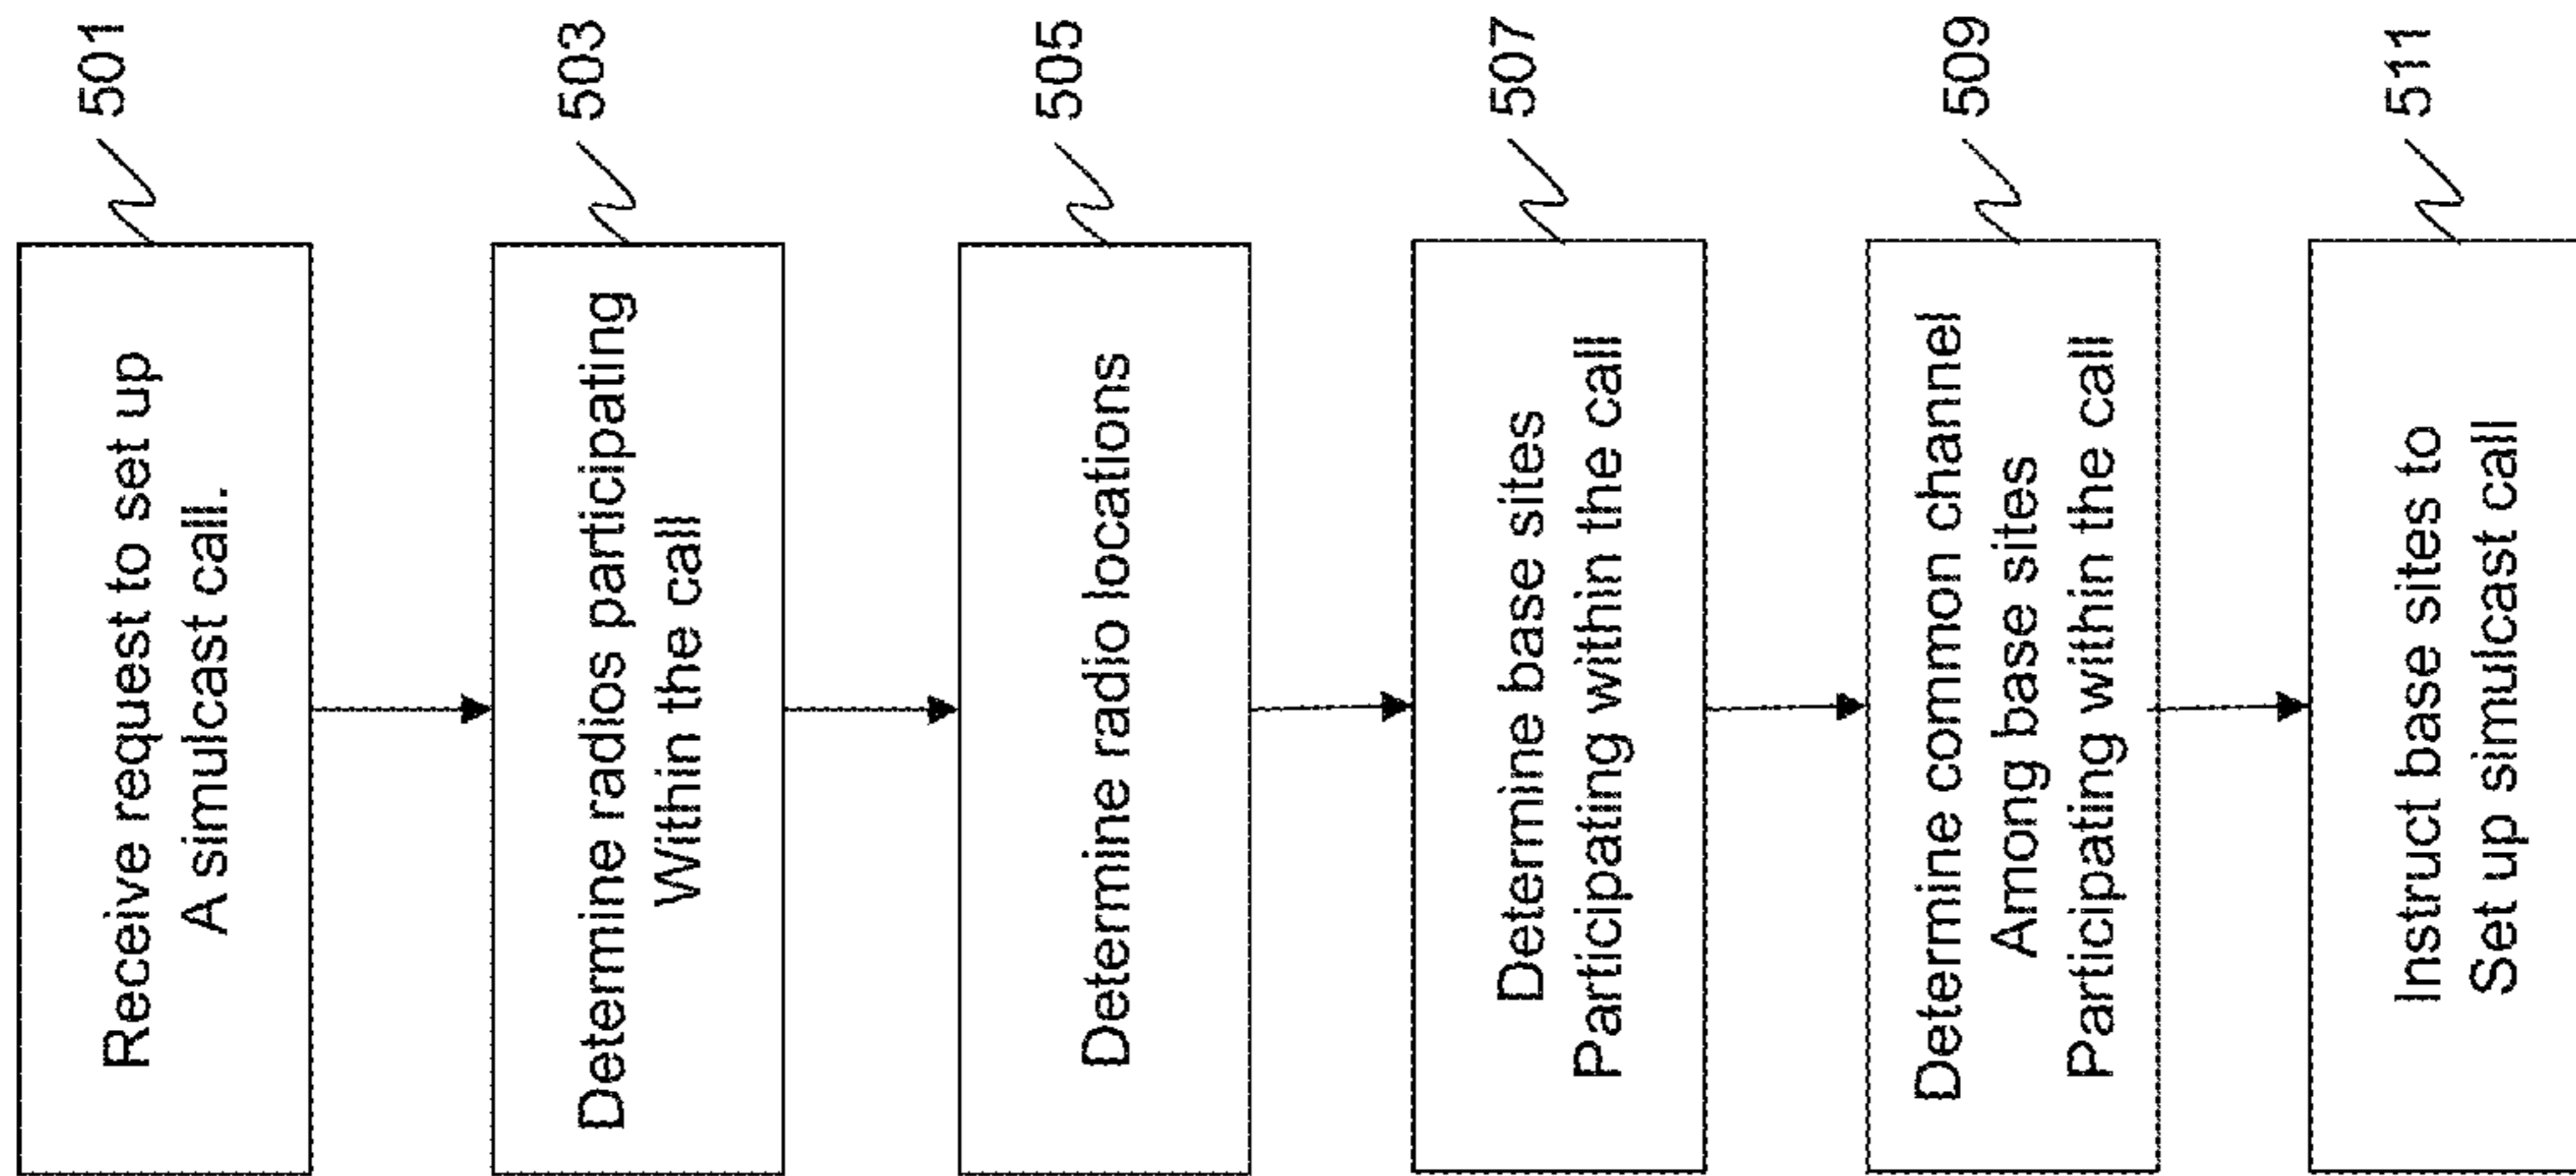 501
Receive request to set up
A simulcast call.
503
Determine radios participating
Within the call
505
Determine radio locations
507
Determine base sites
Participating within the call
509
Determine common channel
Among base sites
Participating within the call
511
Instruct base sites to
Set up simulcast call